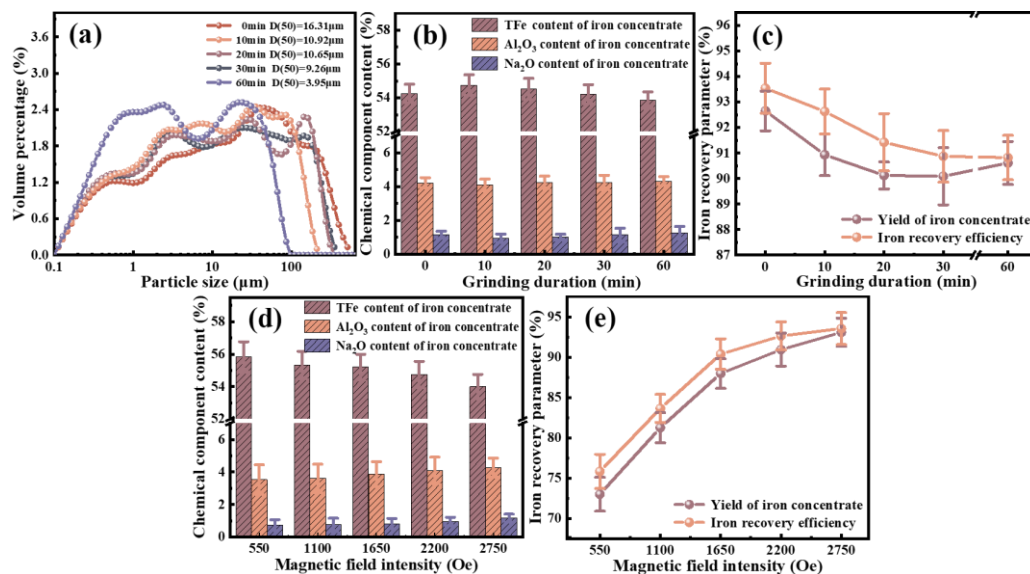 (a)
0min D(50)=16.31μm
10min D(50)=10.92μm
20min D(50)=10.65μm
30min D(50)=9.26μm
60min D(50)=3.95μm
Volume percentage (%)
3.6
3.0
2.4
1.8
1.2
0.6
0.0
0.1 1 10 100
Particle size (μm)
(b)
TFe content of iron concentrate
Al₂O₃ content of iron concentrate
Na₂O content of iron concentrate
Chemical component content (%)
58
56
54
52
6
4
2
0
0 10 20 30 60
Grinding duration (min)
(c)
Iron recovery parameter (%)
95
94
93
92
91
90
89
88
87
Yield of iron concentrate
Iron recovery efficiency
0 10 20 30 60
Grinding duration (min)
(d)
TFe content of iron concentrate
Al₂O₃ content of iron concentrate
Na₂O content of iron concentrate
Chemical component content (%)
58
56
54
52
6
4
2
0
550 1100 1650 2200 2750
Magnetic field intensity (Oe)
(e)
Iron recovery parameter (%)
95
90
85
80
75
70
Yield of iron concentrate
Iron recovery efficiency
550 1100 1650 2200 2750
Magnetic field intensity (Oe)